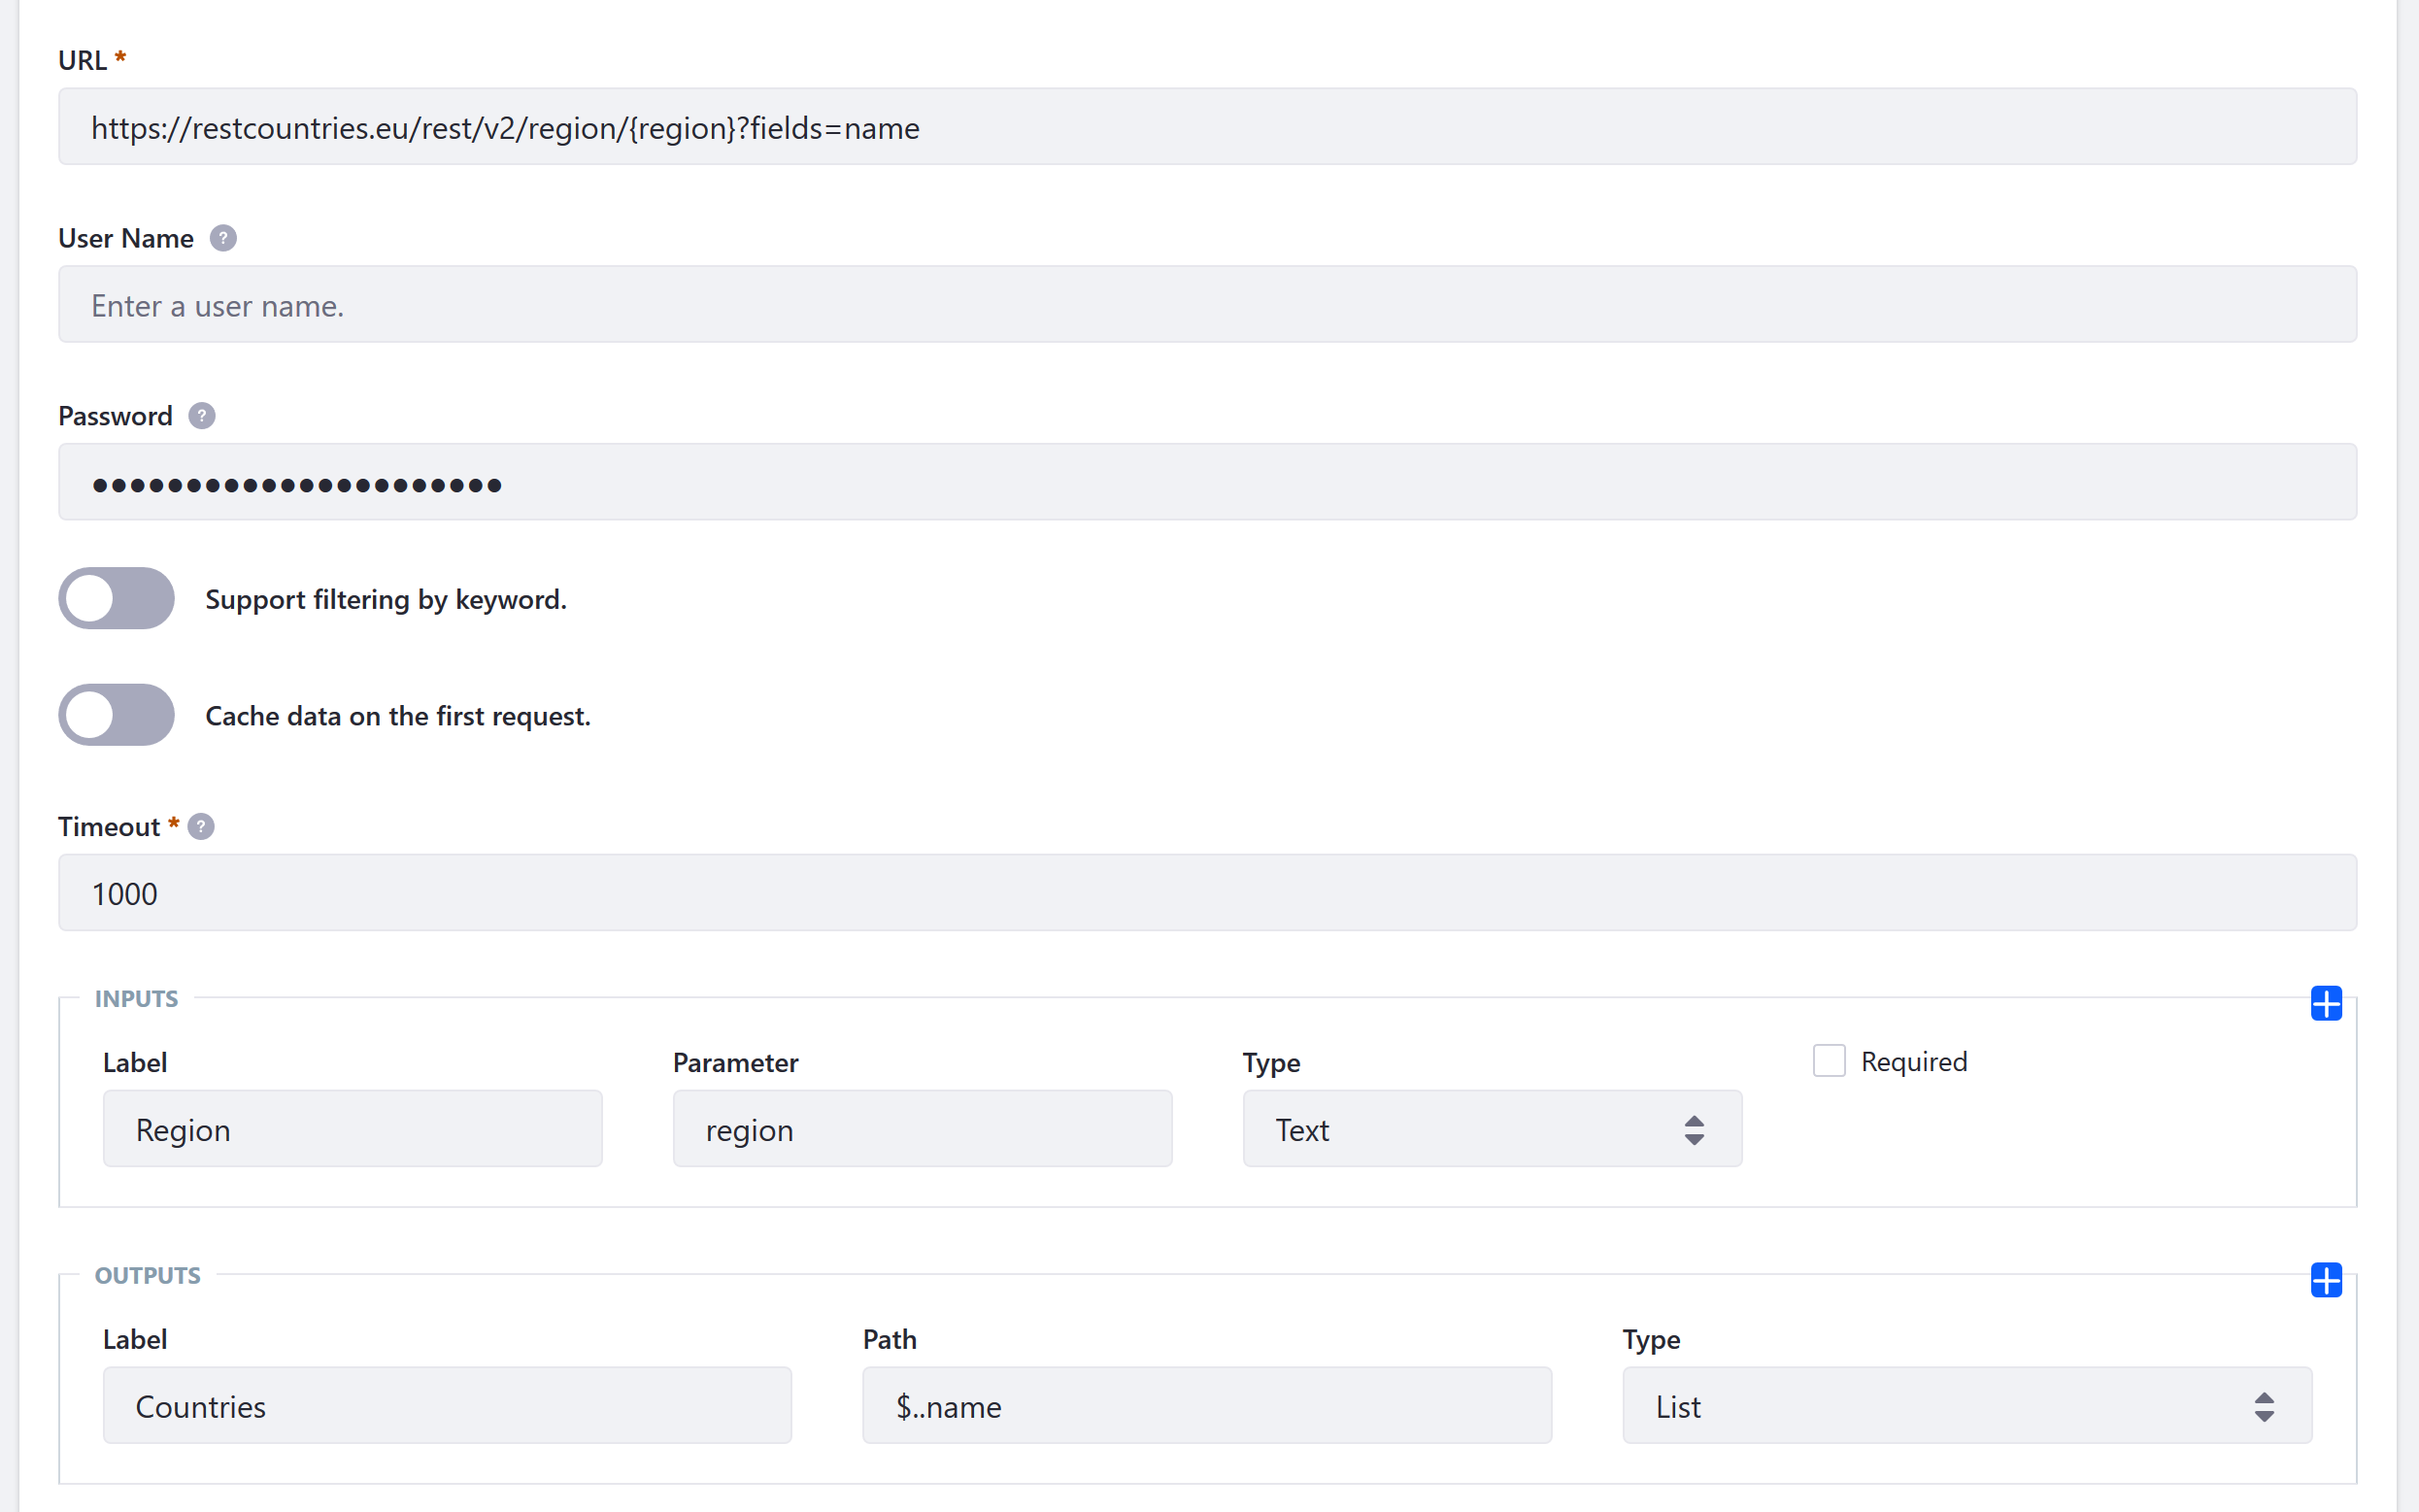 URL *
https://restcountries.eu/rest/v2/region/{region}?fields=name
User Name ?
Enter a user name.
Password ?
••••••••••••••••••••••
Support filtering by keyword.
Cache data on the first request.
Timeout * ?
1000
INPUTS
Label Parameter Type Required
Region region Text
OUTPUTS
Label Path Type
Countries $..name List